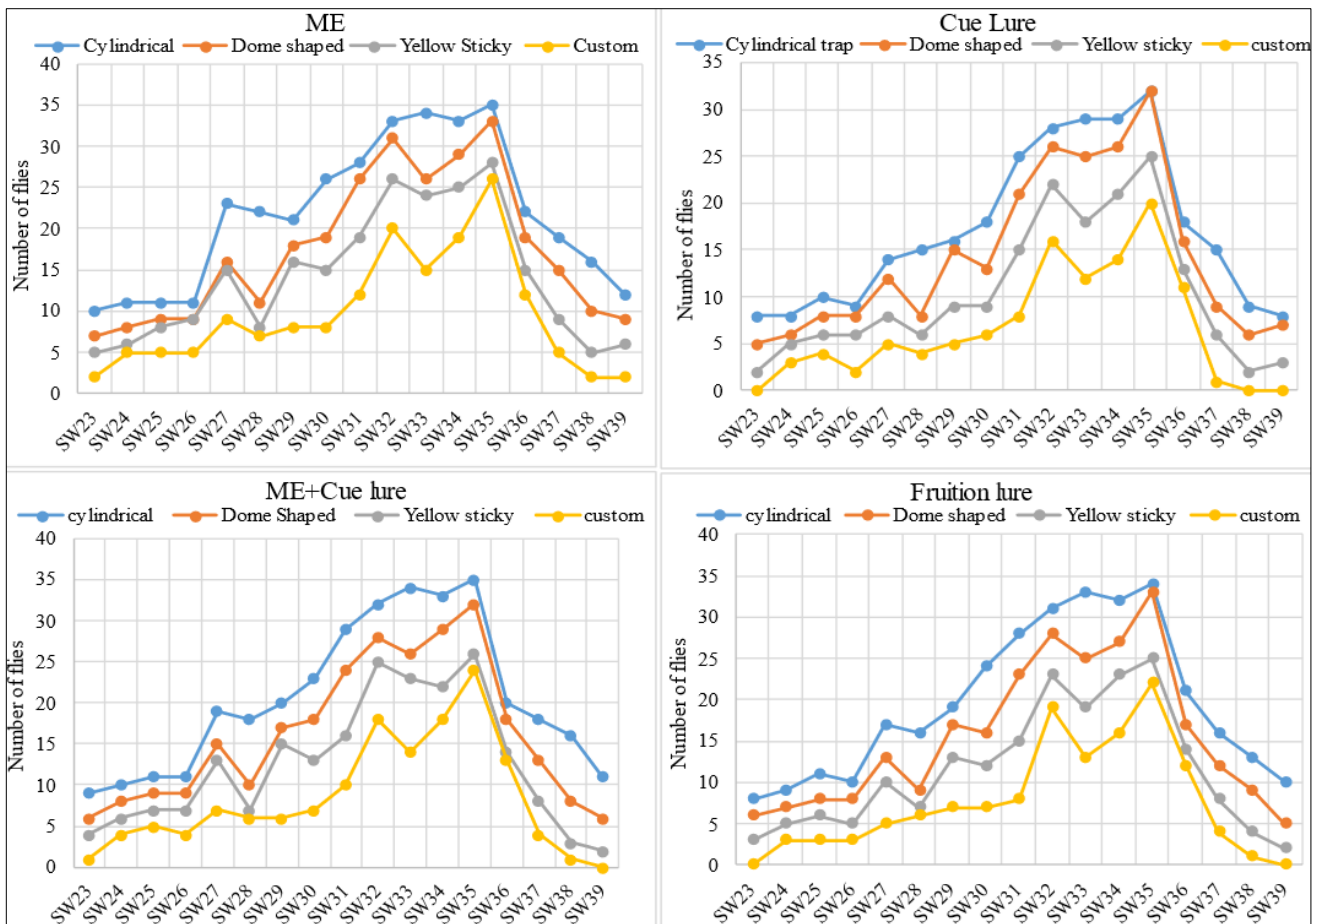 ME
Cylindrical Dome shaped Yellow Sticky Custom
40
35
30
25
20
15
10
5
0
Number of flies
SW23 SW24 SW25 SW26 SW27 SW28 SW29 SW30 SW31 SW32 SW33 SW34 SW35 SW36 SW37 SW38 SW39
Cue Lure
Cylindrical trap Dome shaped Yellow sticky custom
35
30
25
20
15
10
5
0
Number of flies
SW23 SW24 SW25 SW26 SW27 SW28 SW29 SW30 SW31 SW32 SW33 SW34 SW35 SW36 SW37 SW38 SW39
ME+Cue lure
cylindrical Dome Shaped Yellow sticky custom
40
35
30
25
20
15
10
5
0
Number of flies
SW23 SW24 SW25 SW26 SW27 SW28 SW29 SW30 SW31 SW32 SW33 SW34 SW35 SW36 SW37 SW38 SW39
Fruition lure
cylindrical Dome shaped Yellow sticky custom
40
35
30
25
20
15
10
5
0
Number of flies
SW23 SW24 SW25 SW26 SW27 SW28 SW29 SW30 SW31 SW32 SW33 SW34 SW35 SW36 SW37 SW38 SW39